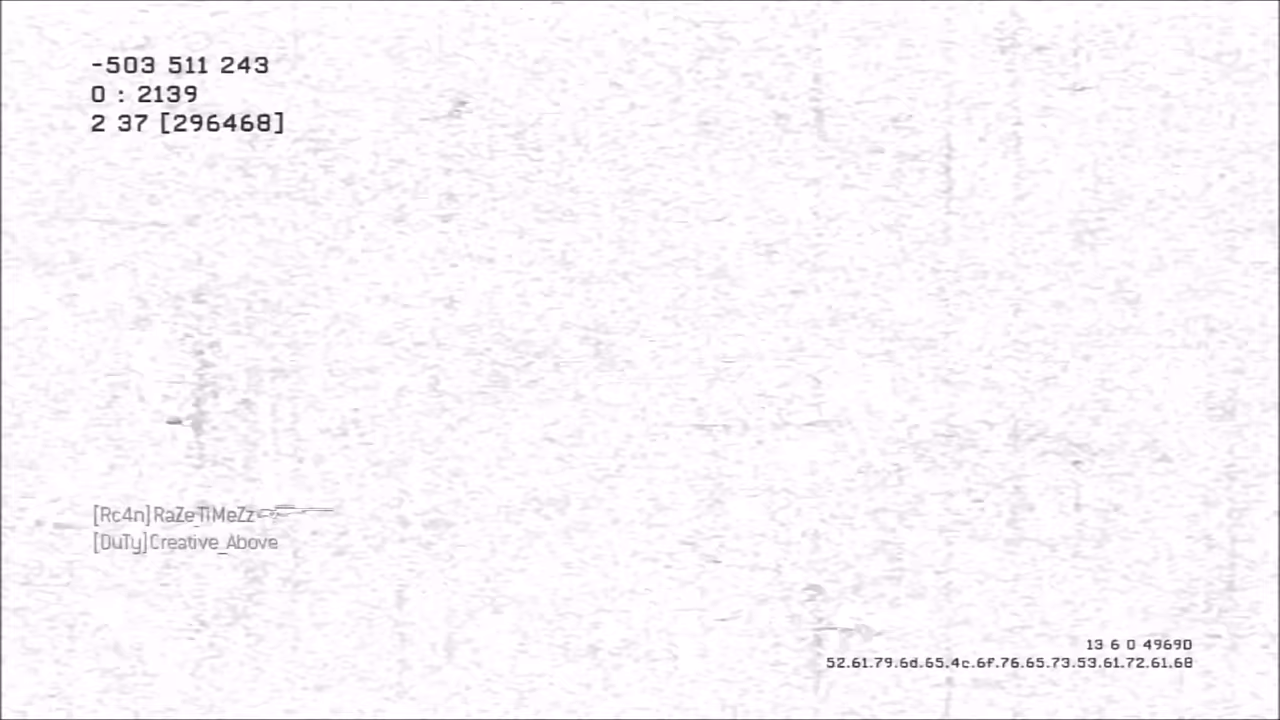 -503 511 243
0 : 2139
2 37 [296468]
[Rc4n]RaZeTiMeZz
[DuTy]Creative_Above
13 6 0 4969D
52.61.79.6d.65.4c.6f.76.65.73.53.61.72.61.68